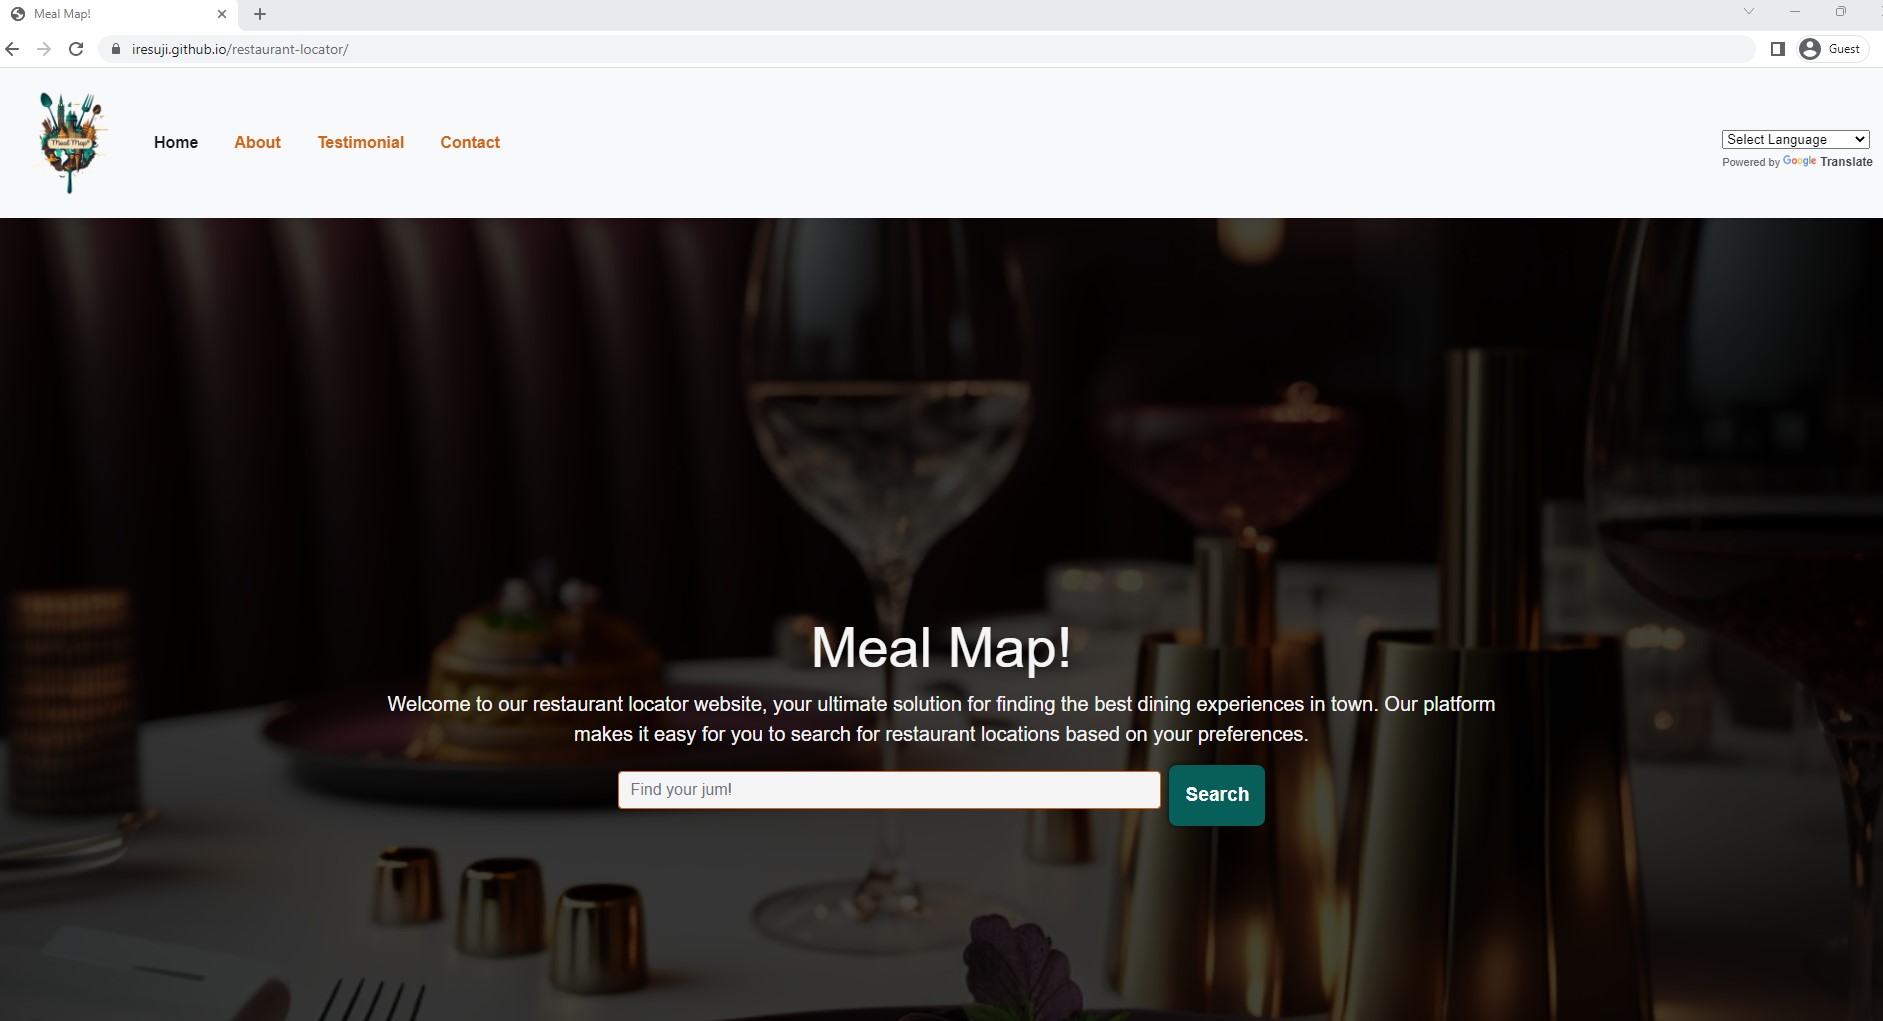 Meal Map!
iresuji.github.io/restaurant-locator/
Guest
Meal Map!
Home
About
Testimonial
Contact
Select Language
Powered by Google Translate
Meal Map!
Welcome to our restaurant locator website, your ultimate solution for finding the best dining experiences in town. Our platform
makes it easy for you to search for restaurant locations based on your preferences.
Find your jum!
Search